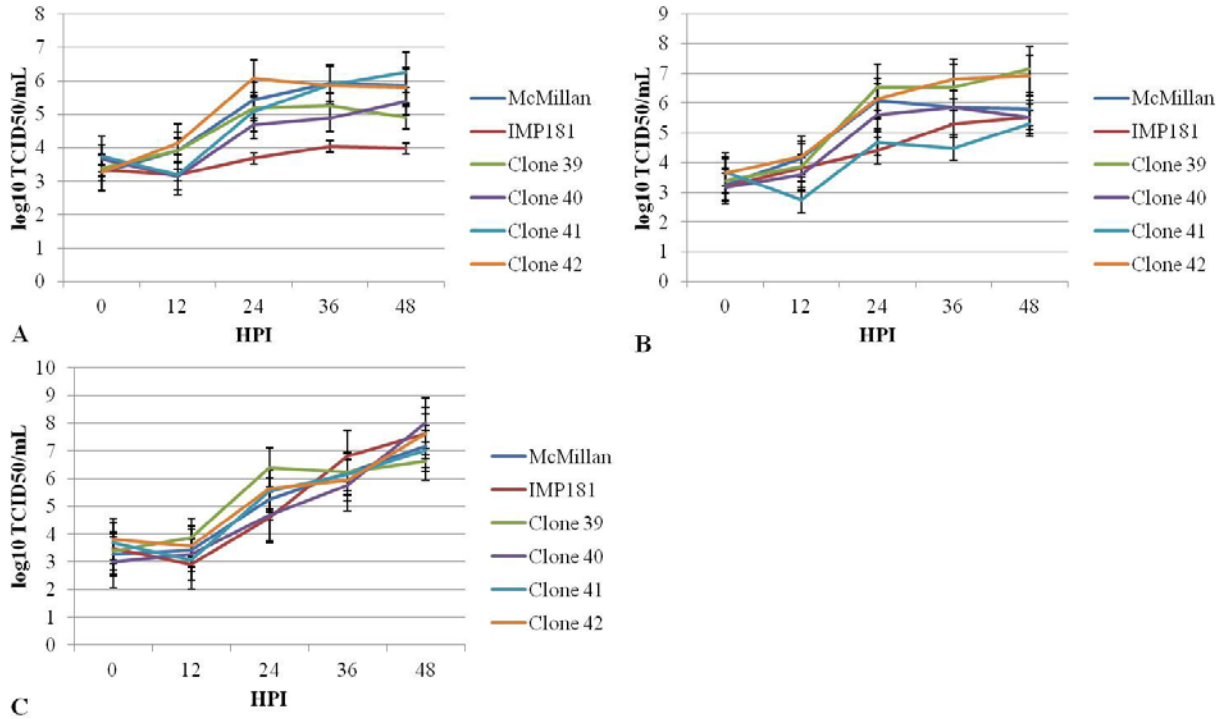 8
7
6
5
4
3
2
1
0
log10 TCID50/mL
0 12 24 36 48
HPI
McMillan
IMP181
Clone 39
Clone 40
Clone 41
Clone 42
A
9
8
7
6
5
4
3
2
1
0
log10 TCID50/mL
0 12 24 36 48
HPI
McMillan
IMP181
Clone 39
Clone 40
Clone 41
Clone 42
B
10
9
8
7
6
5
4
3
2
1
0
log10 TCID50/mL
0 12 24 36 48
HPI
McMillan
IMP181
Clone 39
Clone 40
Clone 41
Clone 42
C